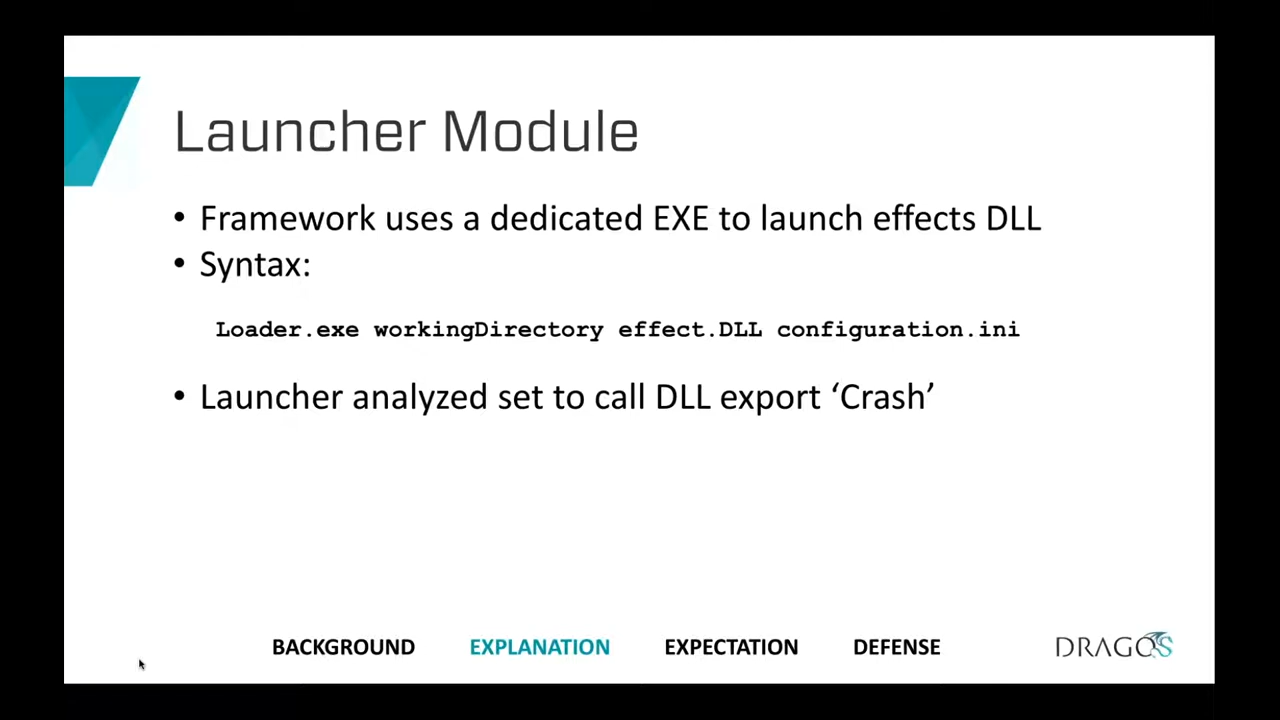 Launcher Module
• Framework uses a dedicated EXE to launch effects DLL
• Syntax:
Loader.exe workingDirectory effect.DLL configuration.ini
• Launcher analyzed set to call DLL export ‘Crash’
BACKGROUND EXPLANATION EXPECTATION DEFENSE DRAGOS